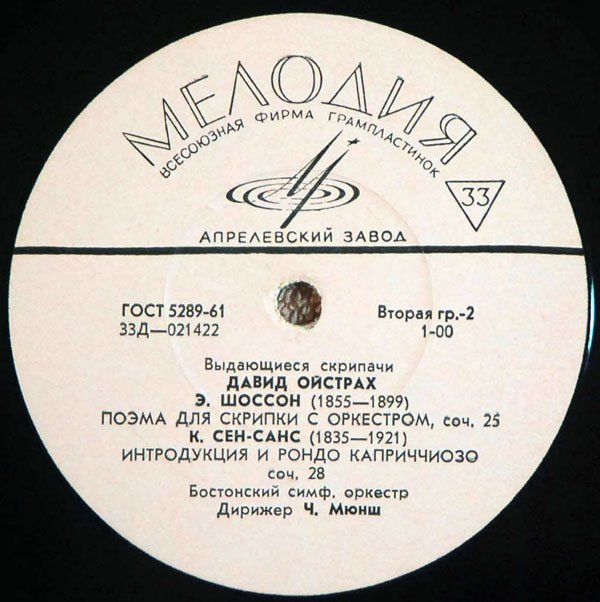 МЕЛОДИЯ
ВСЕСОЮЗНАЯ ФИРМА ГРАМПЛАСТИНОК
33
АПРЕЛЕВСКИЙ ЗАВОД
ГОСТ 5289-61 Вторая гр.-2
33Д—021422 1-00
Выдающиеся скрипачи
ДАВИД ОЙСТРАХ
Э. ШОССОН (1855—1899)
ПОЭМА ДЛЯ СКРИПКИ С ОРКЕСТРОМ, соч. 25
К. СЕН-САНС (1835—1921)
ИНТРОДУКЦИЯ И РОНДО КАПРИЧЧИОЗО
соч. 28
Бостонский симф. оркестр
Дирижер Ч. Мюнш